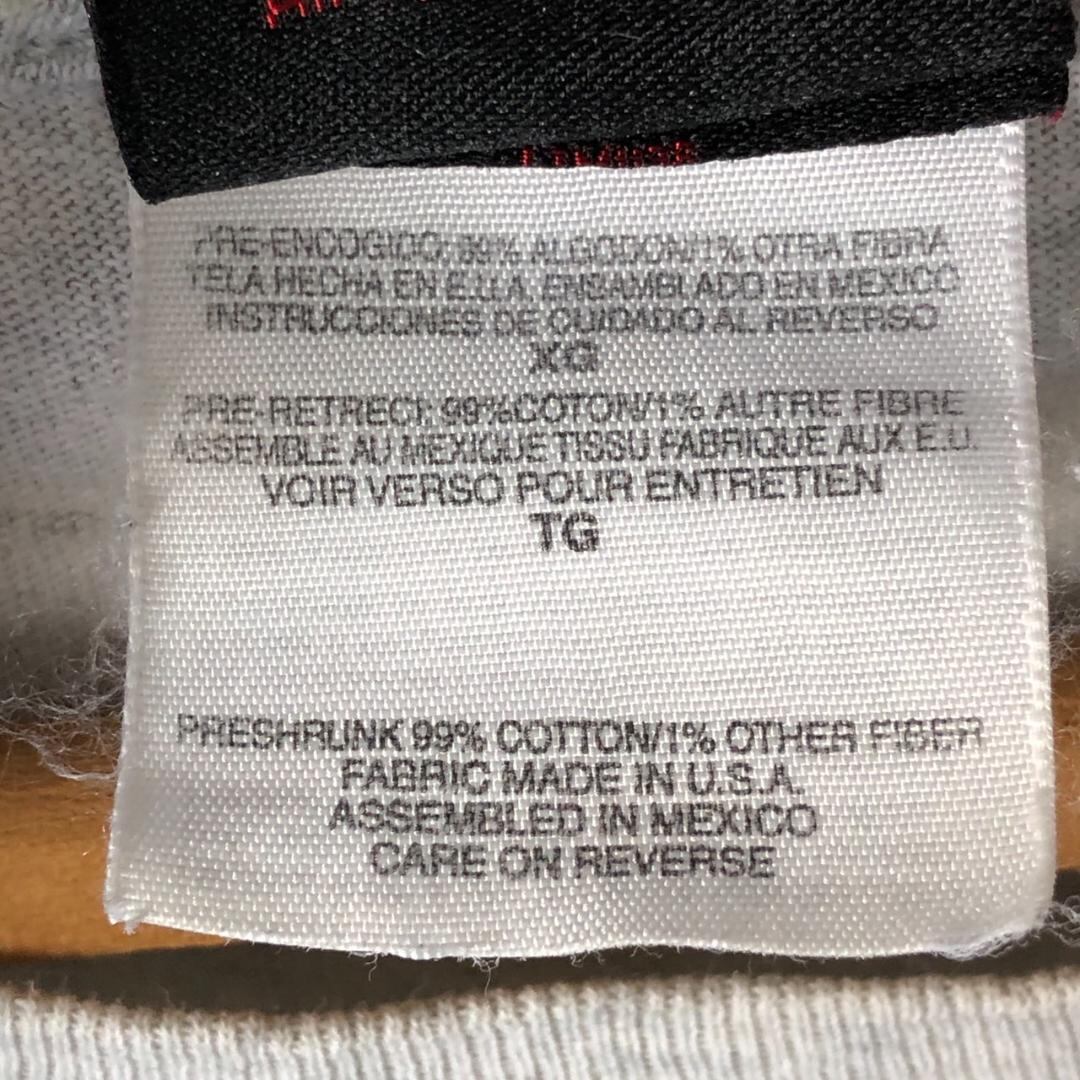 PRE-ENCOGIDO: 99% ALGODON/1% OTRA FIBRA
TELA HECHA EN E.U.A. ENSAMBLADO EN MEXICO
INSTRUCCIONES DE CUIDADO AL REVERSO
XG
PRE-RETRECI: 99%COTON/1% AUTRE FIBRE
ASSEMBLE AU MEXIQUE TISSU FABRIQUE AUX E.U.
VOIR VERSO POUR ENTRETIEN
TG
PRESHRUNK 99% COTTON/1% OTHER FIBER
FABRIC MADE IN U.S.A.
ASSEMBLED IN MEXICO
CARE ON REVERSE